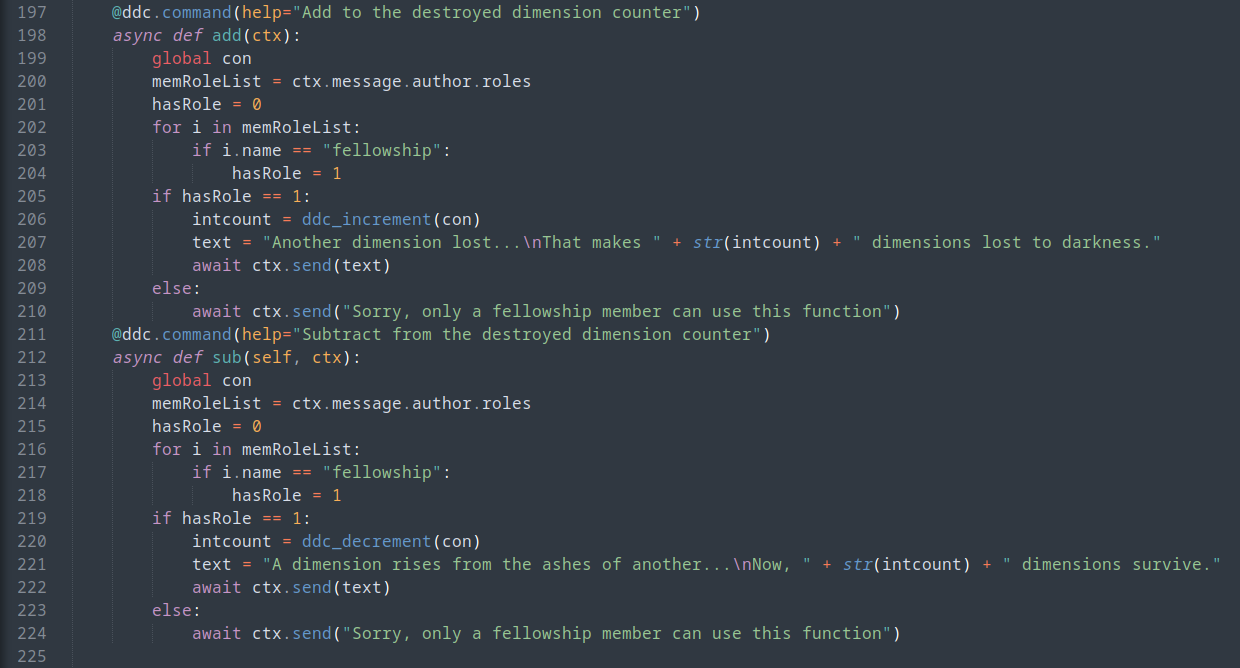 197 @ddc.command(help="Add to the destroyed dimension counter")
198 async def add(ctx):
199     global con
200     memRoleList = ctx.message.author.roles
201     hasRole = 0
202     for i in memRoleList:
203         if i.name == "fellowship":
204             hasRole = 1
205     if hasRole == 1:
206         intcount = ddc_increment(con)
207         text = "Another dimension lost...\nThat makes " + str(intcount) + " dimensions lost to darkness."
208         await ctx.send(text)
209     else:
210         await ctx.send("Sorry, only a fellowship member can use this function")
211 @ddc.command(help="Subtract from the destroyed dimension counter")
212 async def sub(self, ctx):
213     global con
214     memRoleList = ctx.message.author.roles
215     hasRole = 0
216     for i in memRoleList:
217         if i.name == "fellowship":
218             hasRole = 1
219     if hasRole == 1:
220         intcount = ddc_decrement(con)
221         text = "A dimension rises from the ashes of another...\nNow, " + str(intcount) + " dimensions survive."
222         await ctx.send(text)
223     else:
224         await ctx.send("Sorry, only a fellowship member can use this function")
225